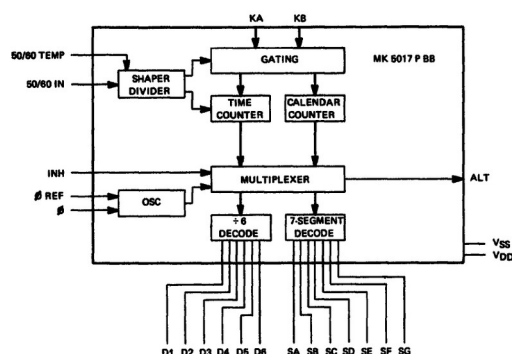 KA KB
50/60 TEMP
50/60 IN
SHAPER
DIVIDER
GATING
MK 5017 P BB
TIME
COUNTER
CALENDAR
COUNTER
INH
Ø REF
Ø
OSC
MULTIPLEXER
ALT
÷6
DECODE
7-SEGMENT
DECODE
VSS
VDD
D1 D2 D3 D4 D5 D6 SA SB SC SD SE SF SG